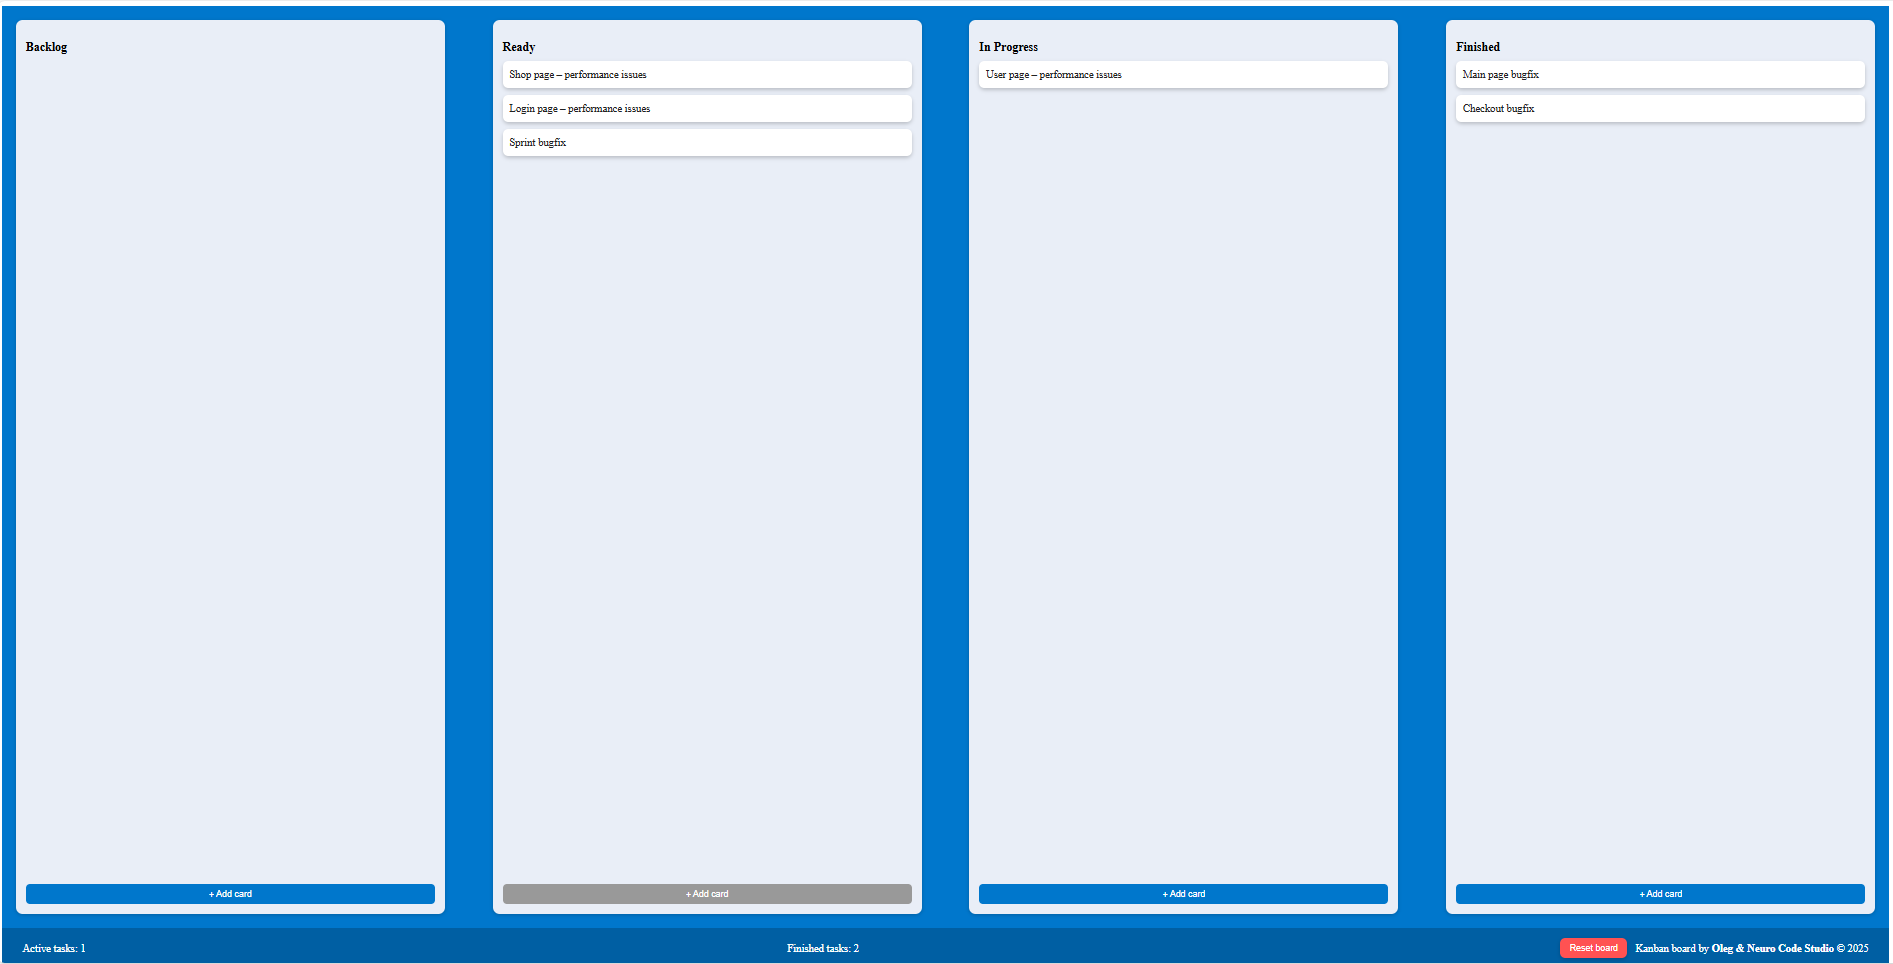 Backlog
+ Add card
Ready
Shop page – performance issues
Login page – performance issues
Sprint bugfix
+ Add card
In Progress
User page – performance issues
+ Add card
Finished
Main page bugfix
Checkout bugfix
+ Add card
Active tasks: 1
Finished tasks: 2
Reset board
Kanban board by Oleg & Neuro Code Studio © 2025